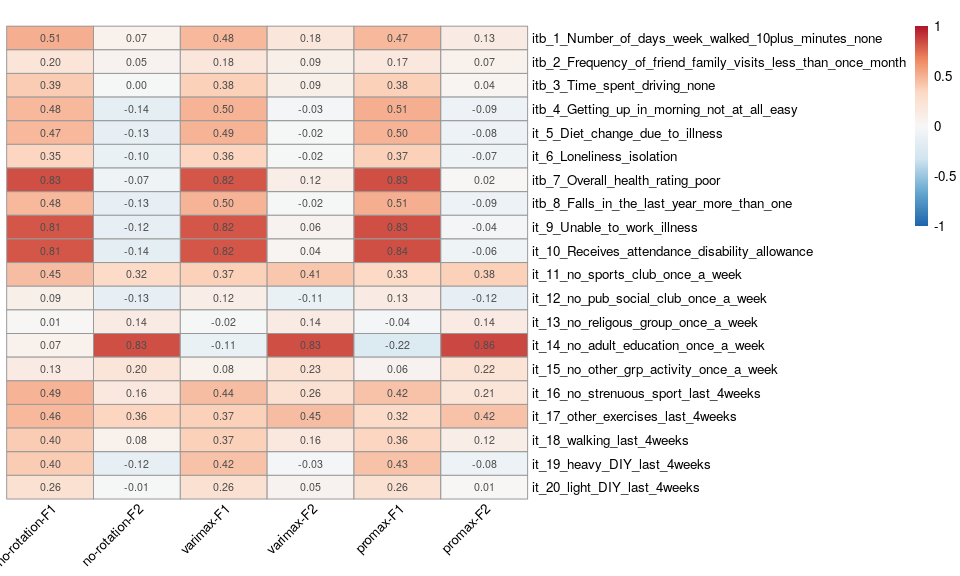 0.51 0.07 0.48 0.18 0.47 0.13 itb_1_Number_of_days_week_walked_10plus_minutes_none
0.20 0.05 0.18 0.09 0.17 0.07 itb_2_Frequency_of_friend_family_visits_less_than_once_month
0.39 0.00 0.38 0.09 0.38 0.04 itb_3_Time_spent_driving_none
0.48 -0.14 0.50 -0.03 0.51 -0.09 itb_4_Getting_up_in_morning_not_at_all_easy
0.47 -0.13 0.49 -0.02 0.50 -0.08 it_5_Diet_change_due_to_illness
0.35 -0.10 0.36 -0.02 0.37 -0.07 it_6_Loneliness_isolation
0.83 -0.07 0.82 0.12 0.83 0.02 itb_7_Overall_health_rating_poor
0.48 -0.13 0.50 -0.02 0.51 -0.09 itb_8_Falls_in_the_last_year_more_than_one
0.81 -0.12 0.82 0.06 0.83 -0.04 it_9_Unable_to_work_illness
0.81 -0.14 0.82 0.04 0.84 -0.06 it_10_Receives_attendance_disability_allowance
0.45 0.32 0.37 0.41 0.33 0.38 it_11_no_sports_club_once_a_week
0.09 -0.13 0.12 -0.11 0.13 -0.12 it_12_no_pub_social_club_once_a_week
0.01 0.14 -0.02 0.14 -0.04 0.14 it_13_no_religous_group_once_a_week
0.07 0.83 -0.11 0.83 -0.22 0.86 it_14_no_adult_education_once_a_week
0.13 0.20 0.08 0.23 0.06 0.22 it_15_no_other_grp_activity_once_a_week
0.49 0.16 0.44 0.26 0.42 0.21 it_16_no_strenuous_sport_last_4weeks
0.46 0.36 0.37 0.45 0.32 0.42 it_17_other_exercises_last_4weeks
0.40 0.08 0.37 0.16 0.36 0.12 it_18_walking_last_4weeks
0.40 -0.12 0.42 -0.03 0.43 -0.08 it_19_heavy_DIY_last_4weeks
0.26 -0.01 0.26 0.05 0.26 0.01 it_20_light_DIY_last_4weeks
no-rotation-F1 no-rotation-F2 varimax-F1 varimax-F2 promax-F1 promax-F2
1
0.5
0
-0.5
-1